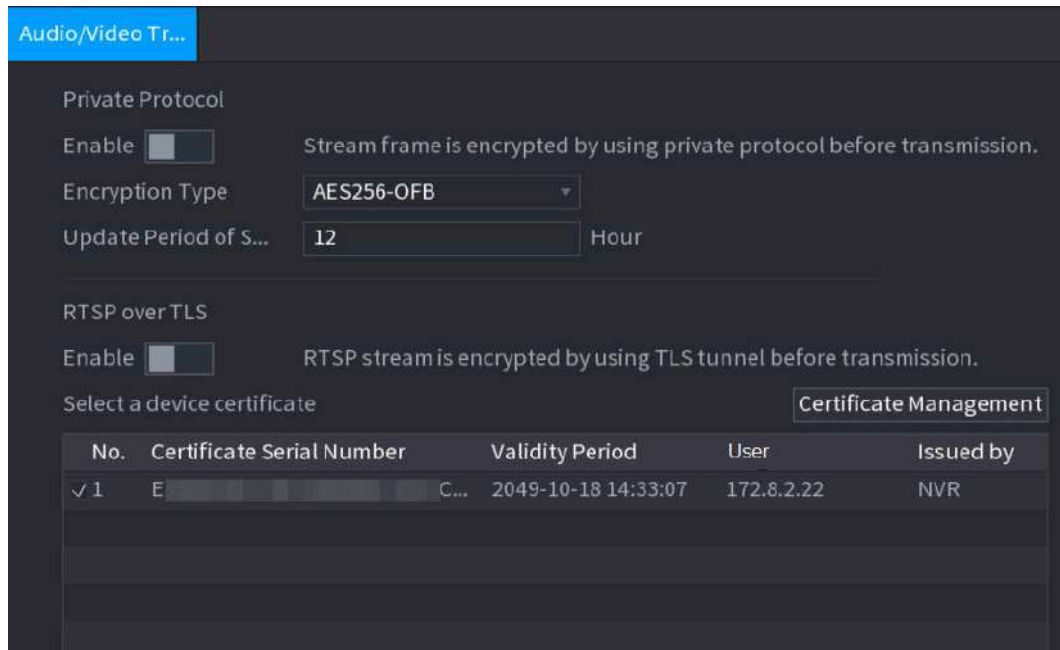 Audio/Video Tr...
Private Protocol
Enable Stream frame is encrypted by using private protocol before transmission.
Encryption Type AES256-OFB
Update Period of S... 12 Hour
RTSP over TLS
Enable RTSP stream is encrypted by using TLS tunnel before transmission.
Select a device certificate Certificate Management
No. Certificate Serial Number Validity Period User Issued by
1 E C... 2049-10-18 14:33:07 172.8.2.22 NVR